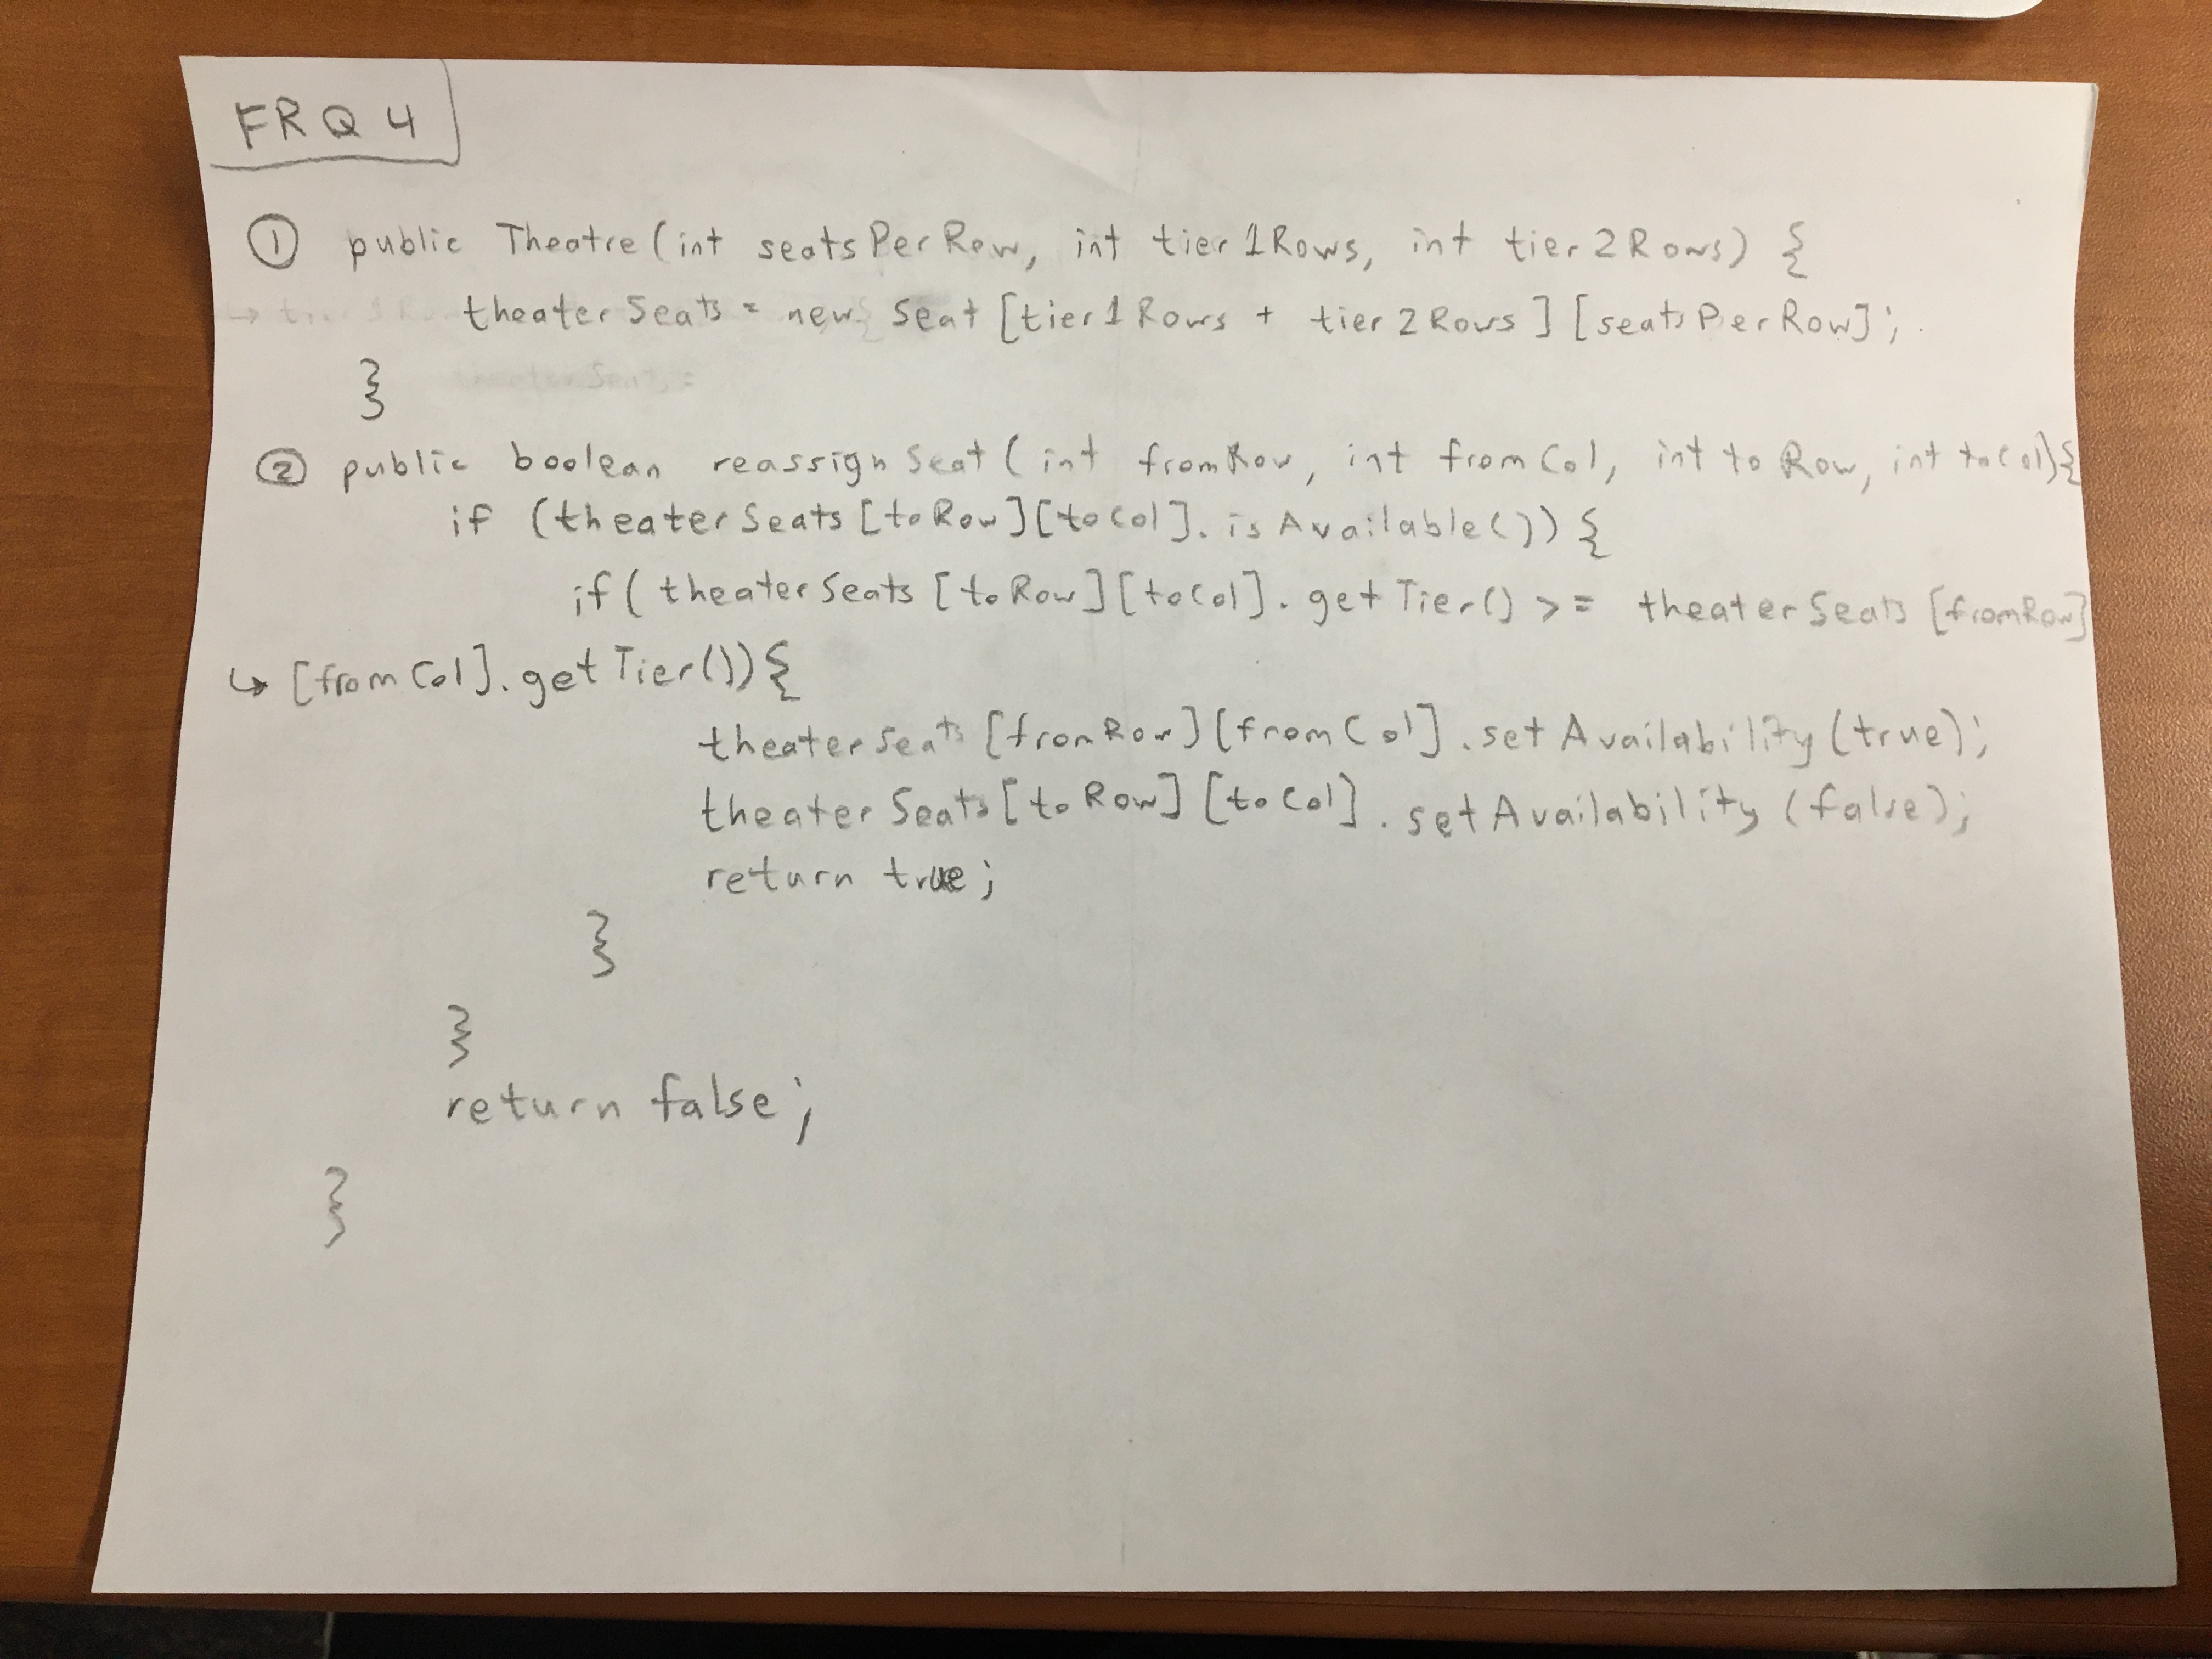 FRQ 4
① public Theatre(int seatsPerRow, int tier1Rows, int tier2Rows) {
theaterSeats = new Seat[tier1Rows + tier2Rows][seatsPerRow];
}
② public boolean reassignSeat(int fromRow, int fromCol, int toRow, int toCol){
if (theaterSeats[toRow][toCol].isAvailable()) {
if(theaterSeats[toRow][toCol].getTier() >= theaterSeats[fromRow]
↳ [fromCol].getTier()){
theaterSeats[fromRow][fromCol].setAvailability(true);
theaterSeats[toRow][toCol].setAvailability(false);
return true;
}
}
return false;
}